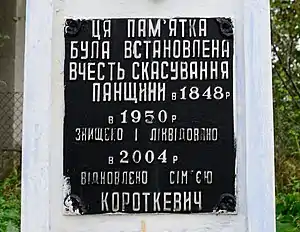 ЦЯ ПАМ'ЯТКА
БУЛА ВСТАНОВЛЕНА
ВЧЕСТЬ СКАСУВАННЯ
ПАНЩИНИ В 1848 Р
В 1950 Р
ЗНИЩЕНО І ЛІКВІДОВАНО
В 2004 Р
ВІДНОВЛЕНО СІМ'ЄЮ
КОРОТКЕВИЧ